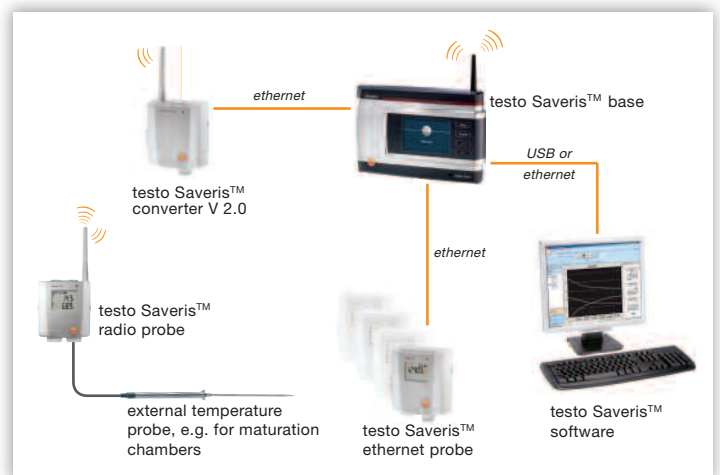 ethernet
testo Saveris™ base
USB or
ethernet
testo Saveris™
converter V 2.0
ethernet
testo Saveris™
radio probe
external temperature
probe, e.g. for maturation
chambers
testo Saveris™
ethernet probe
testo Saveris™
software